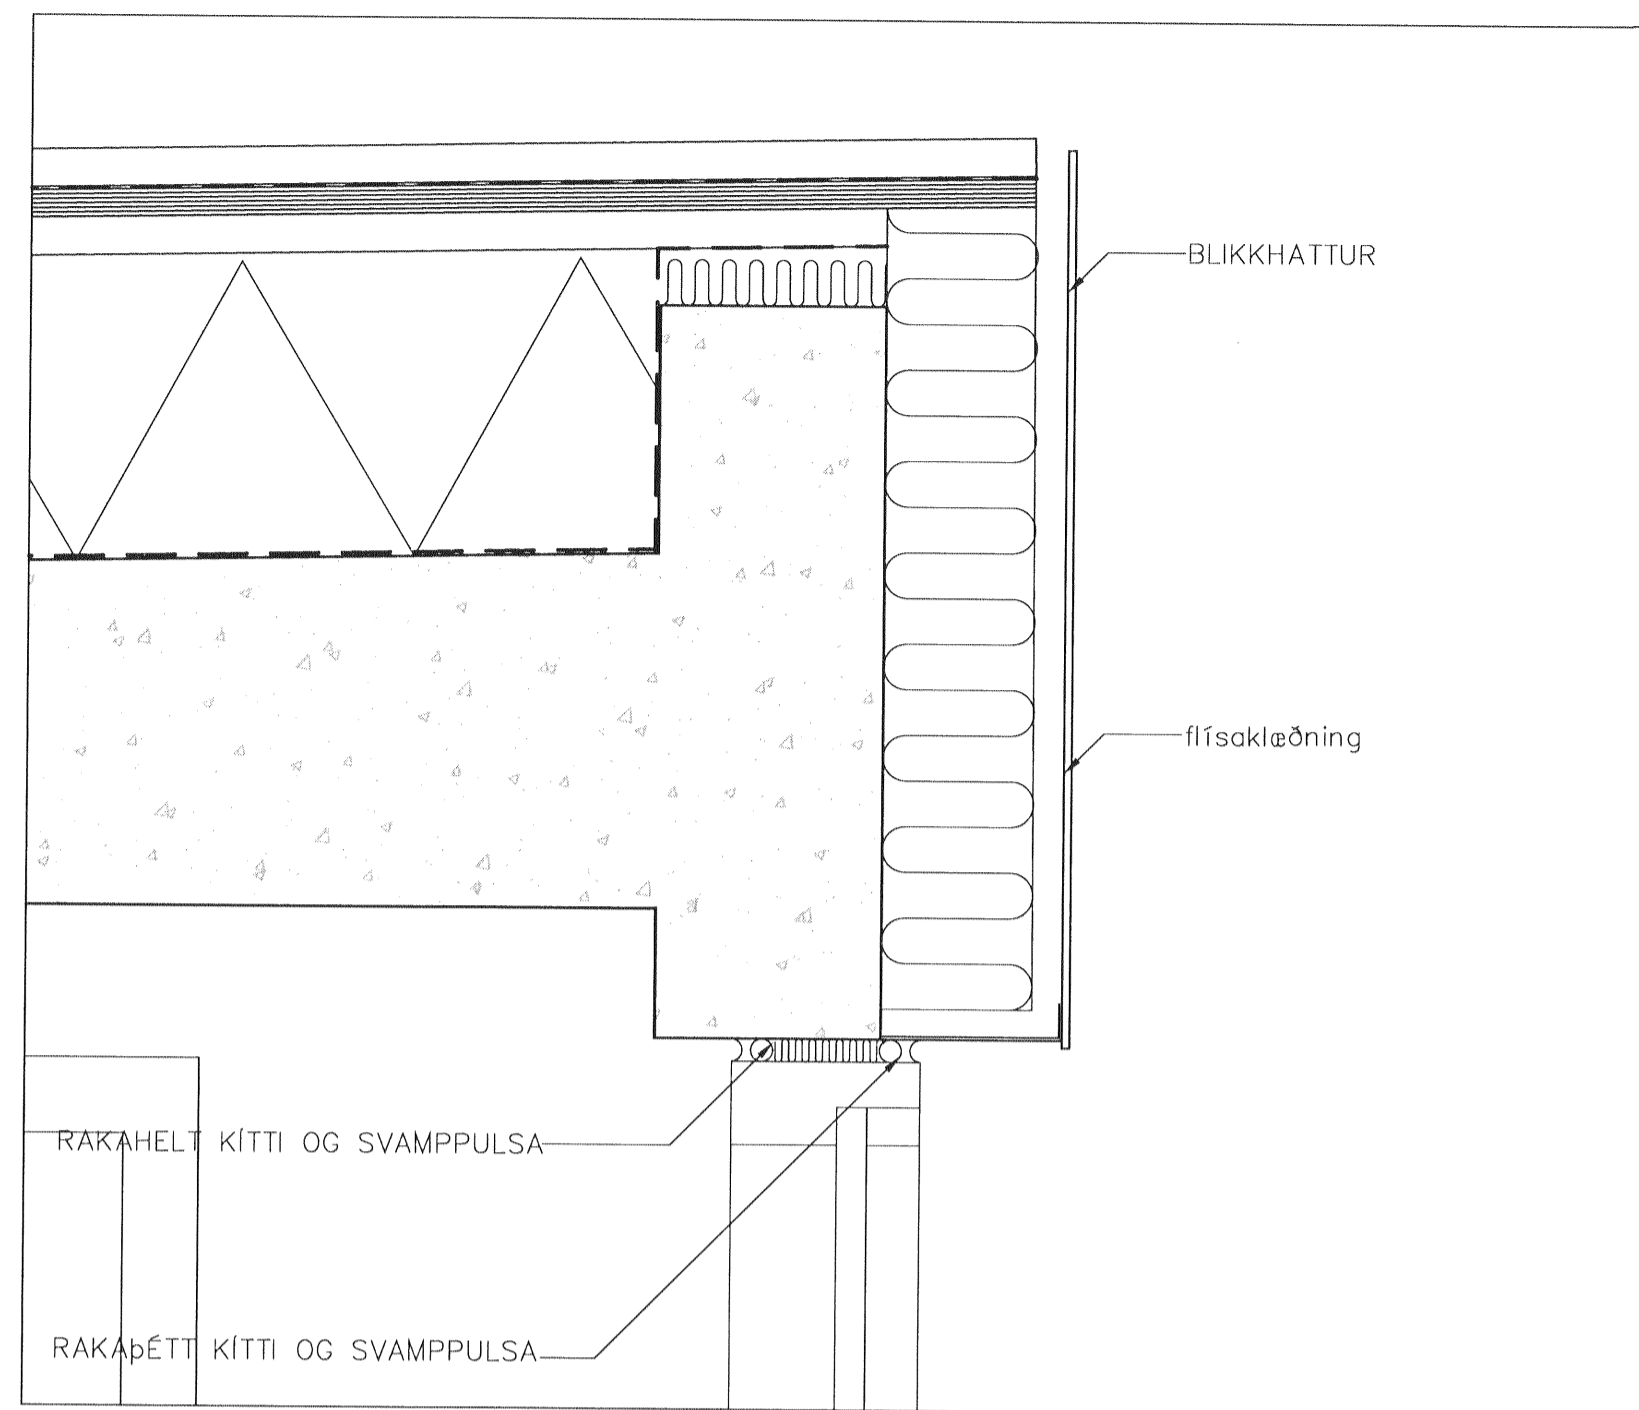 BLIKKHATTUR
flísaklæðning
RAKAHELT KÍTTI OG SVAMPPULSA
RAKAÞÉTT KÍTTI OG SVAMPPULSA